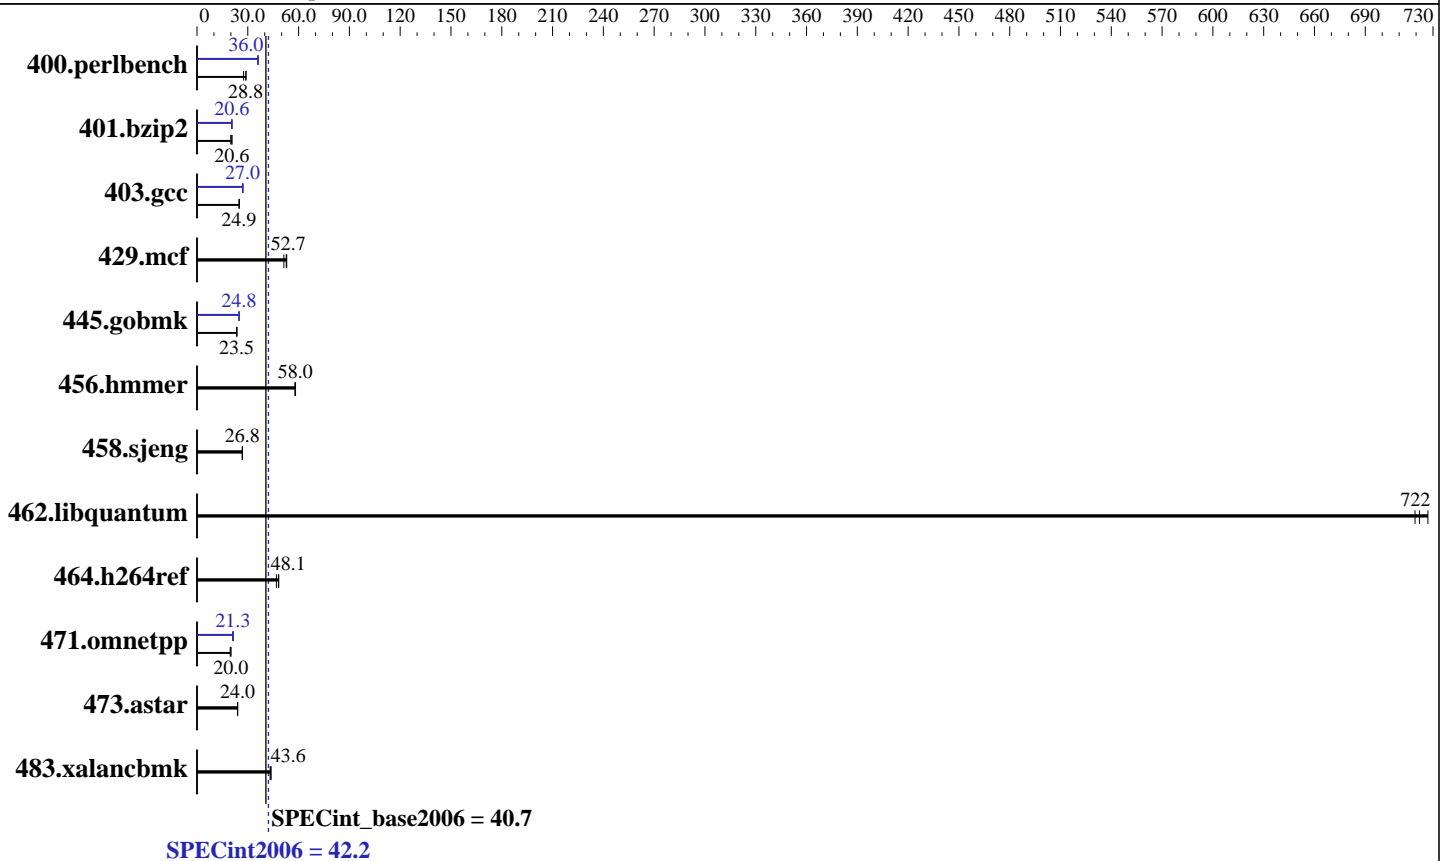 0 30.0 60.0 90.0 120 150 180 210 240 270 300 330 360 390 420 450 480 510 540 570 600 630 660 690 730
36.0
400.perlbench
28.8
20.6
401.bzip2
20.6
27.0
403.gcc
24.9
52.7
429.mcf
24.8
445.gobmk
23.5
58.0
456.hmmer
26.8
458.sjeng
722
462.libquantum
48.1
464.h264ref
21.3
471.omnetpp
20.0
24.0
473.astar
43.6
483.xalancbmk
SPECint_base2006 = 40.7
SPECint2006 = 42.2